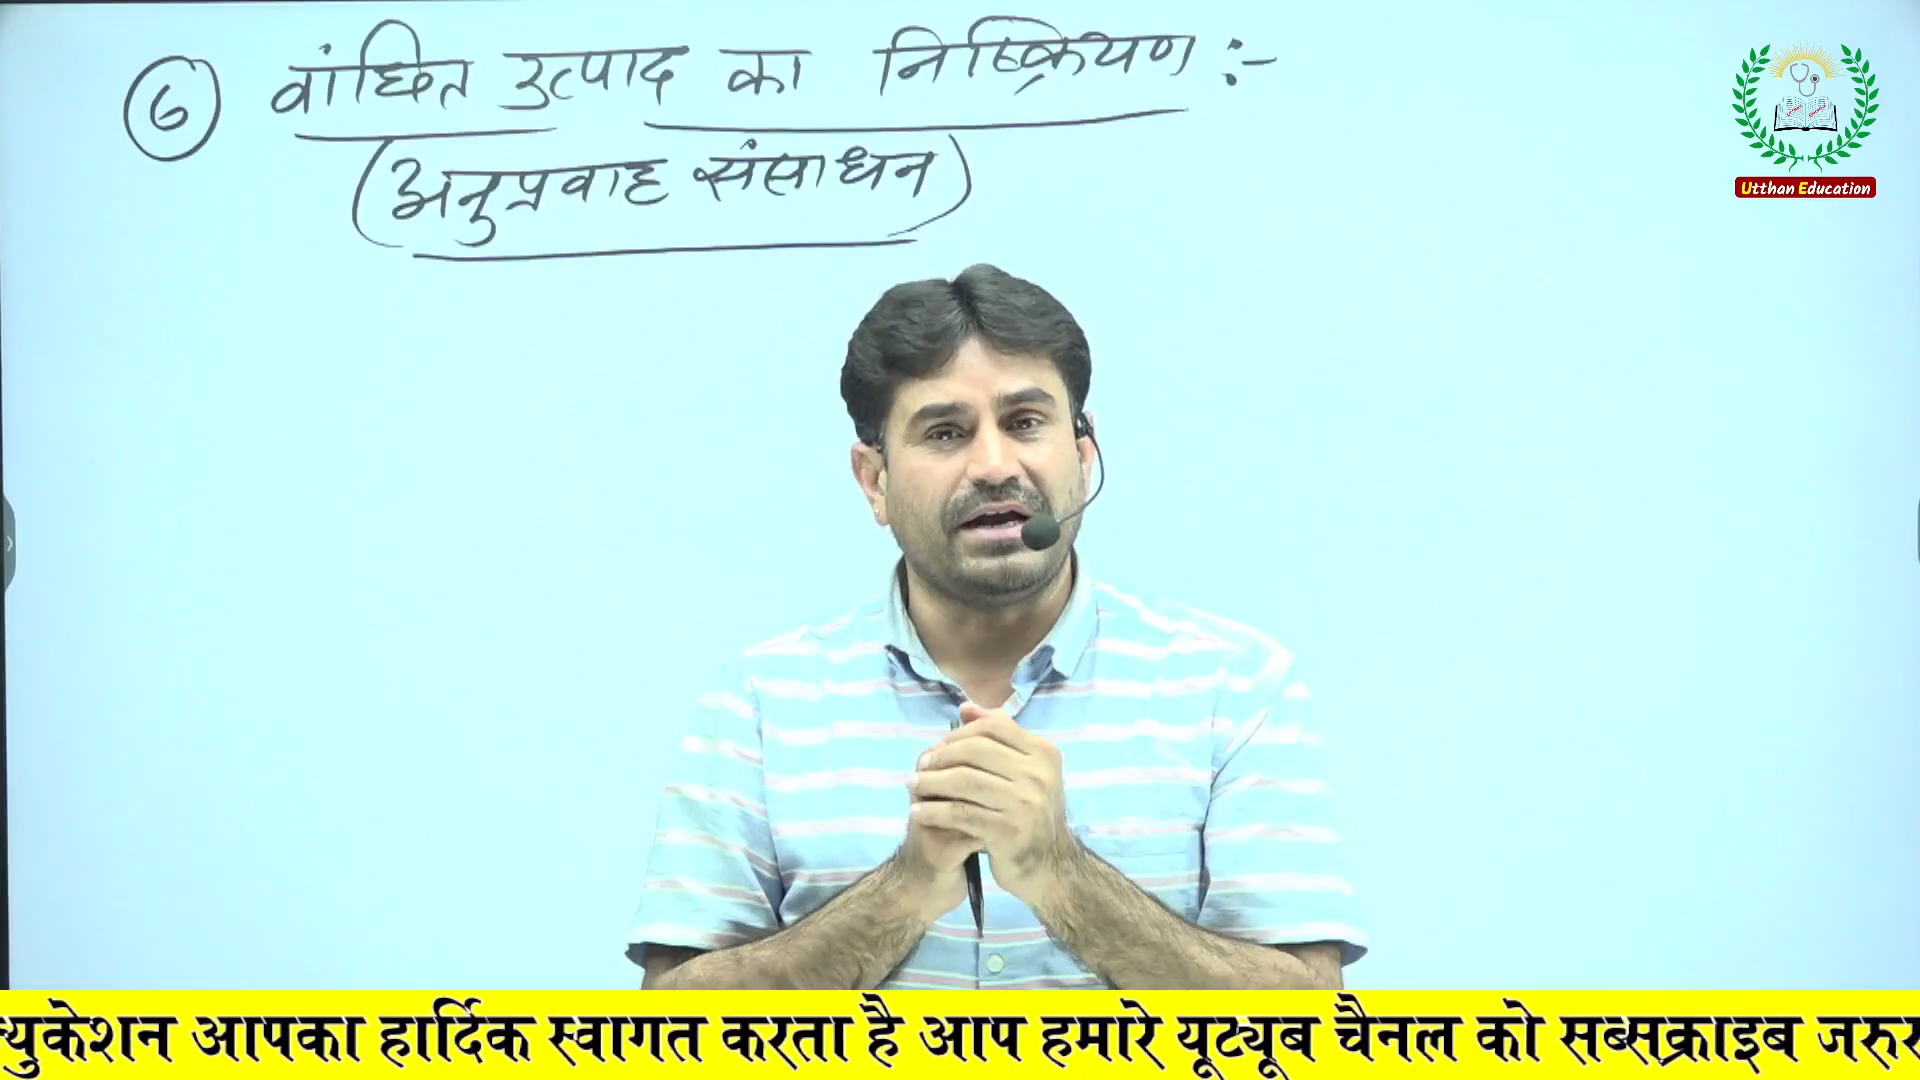 6 वांछित उत्पाद का निष्क्रियण :-
(अनुप्रवाह संसाधन)
Utthan Education
युकेशन आपका हार्दिक स्वागत करता है आप हमारे यूट्यूब चैनल को सब्सक्राइब जरुर